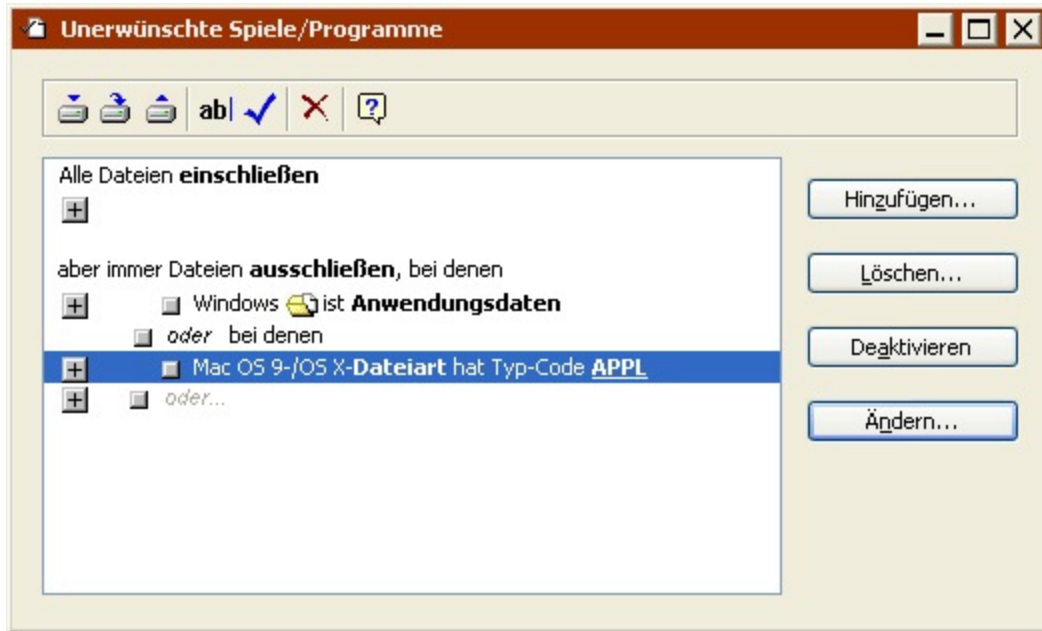 Unerwünschte Spiele/Programme
ab
Alle Dateien einschließen
aber immer Dateien ausschließen, bei denen
Windows ist Anwendungsdaten
oder bei denen
Mac OS 9-/OS X-Dateiart hat Typ-Code APPL
oder...
Hinzufügen...
Löschen...
Deaktivieren
Ändern...